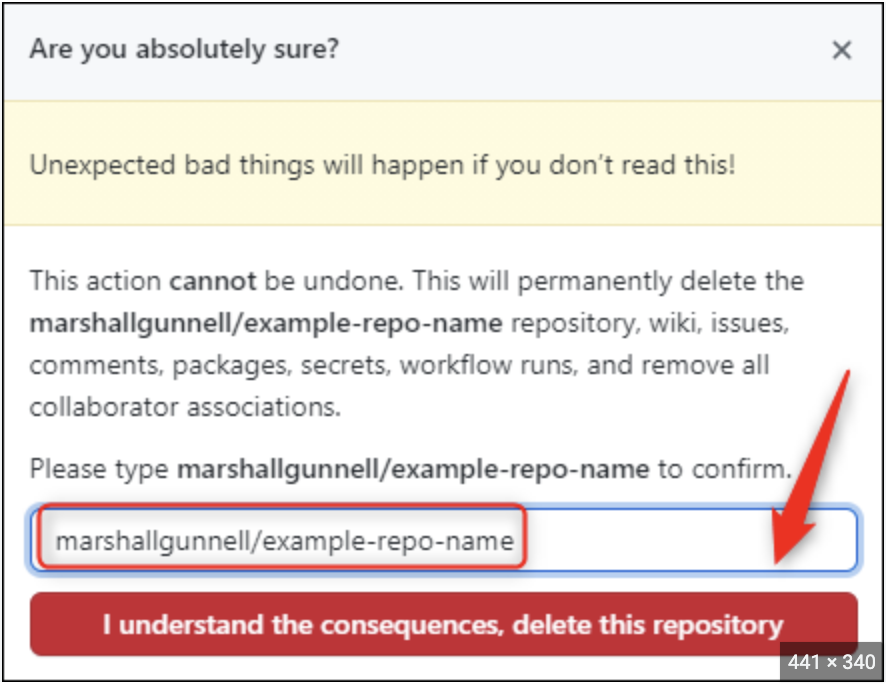 Are you absolutely sure?
Unexpected bad things will happen if you don’t read this!
This action cannot be undone. This will permanently delete the
marshallgunnell/example-repo-name repository, wiki, issues,
comments, packages, secrets, workflow runs, and remove all
collaborator associations.
Please type marshallgunnell/example-repo-name to confirm.
marshallgunnell/example-repo-name
I understand the consequences, delete this repository
441 × 340